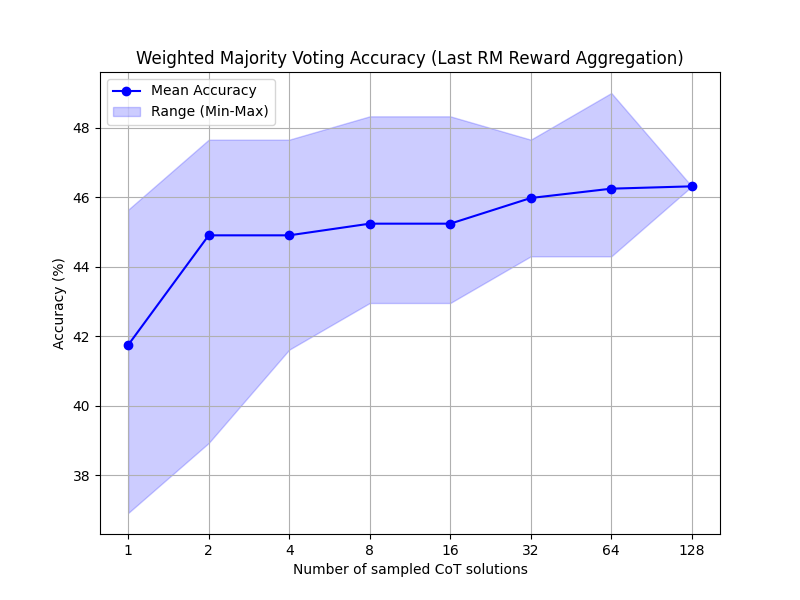 Weighted Majority Voting Accuracy (Last RM Reward Aggregation)
Mean Accuracy
Range (Min-Max)
Accuracy (%)
48
46
44
42
40
38
1 2 4 8 16 32 64 128
Number of sampled CoT solutions